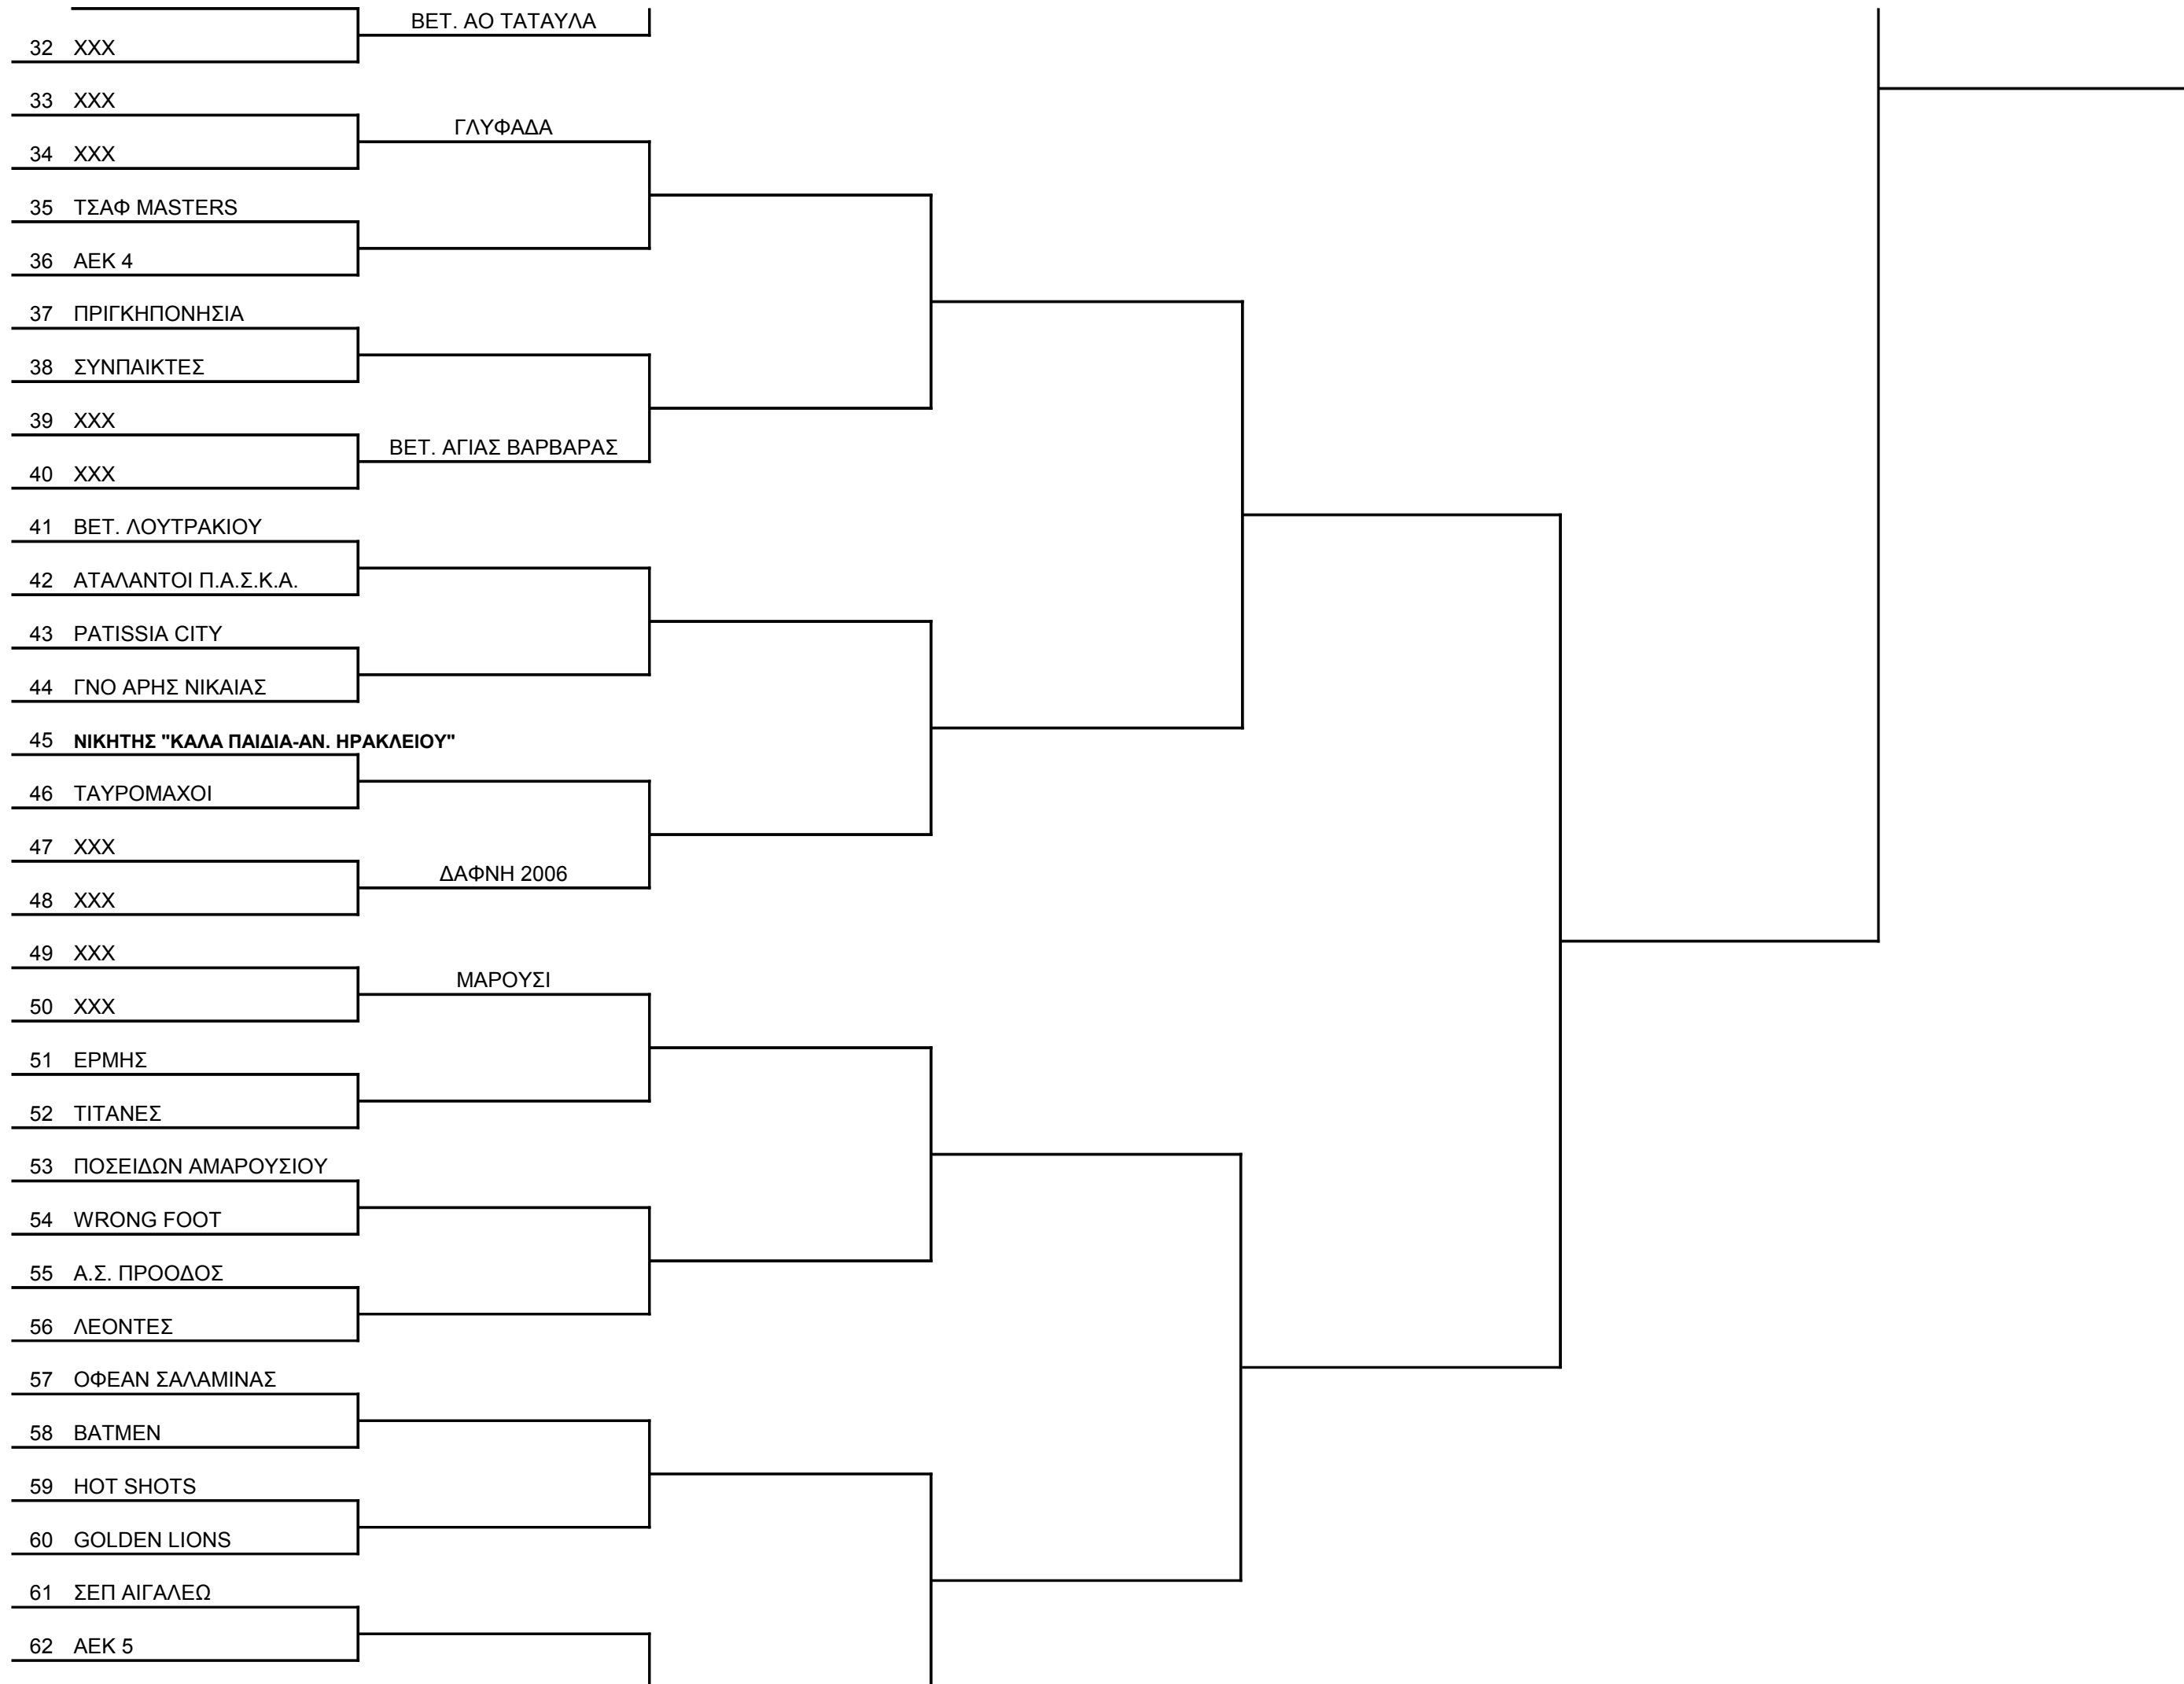 ΒΕΤ. ΑΟ ΤΑΤΑΥΛΑ
32 XXX
33 XXX
ΓΛΥΦΑΔΑ
34 XXX
35 ΤΣΑΦ MASTERS
36 ΑΕΚ 4
37 ΠΡΙΓΚΗΠΟΝΗΣΙΑ
38 ΣΥΝΠΑΙΚΤΕΣ
39 XXX
ΒΕΤ. ΑΓΙΑΣ ΒΑΡΒΑΡΑΣ
40 XXX
41 ΒΕΤ. ΛΟΥΤΡΑΚΙΟΥ
42 ΑΤΑΛΑΝΤΟΙ Π.Α.Σ.Κ.Α.
43 PATISSIA CITY
44 ΓΝΟ ΑΡΗΣ ΝΙΚΑΙΑΣ
45 ΝΙΚΗΤΗΣ "ΚΑΛΑ ΠΑΙΔΙΑ-ΑΝ. ΗΡΑΚΛΕΙΟΥ"
46 ΤΑΥΡΟΜΑΧΟΙ
47 XXX
ΔΑΦΝΗ 2006
48 XXX
49 XXX
ΜΑΡΟΥΣΙ
50 XXX
51 ΕΡΜΗΣ
52 ΤΙΤΑΝΕΣ
53 ΠΟΣΕΙΔΩΝ ΑΜΑΡΟΥΣΙΟΥ
54 WRONG FOOT
55 Α.Σ. ΠΡΟΟΔΟΣ
56 ΛΕΟΝΤΕΣ
57 ΟΦΕΑΝ ΣΑΛΑΜΙΝΑΣ
58 BATMEN
59 HOT SHOTS
60 GOLDEN LIONS
61 ΣΕΠ ΑΙΓΑΛΕΩ
62 ΑΕΚ 5